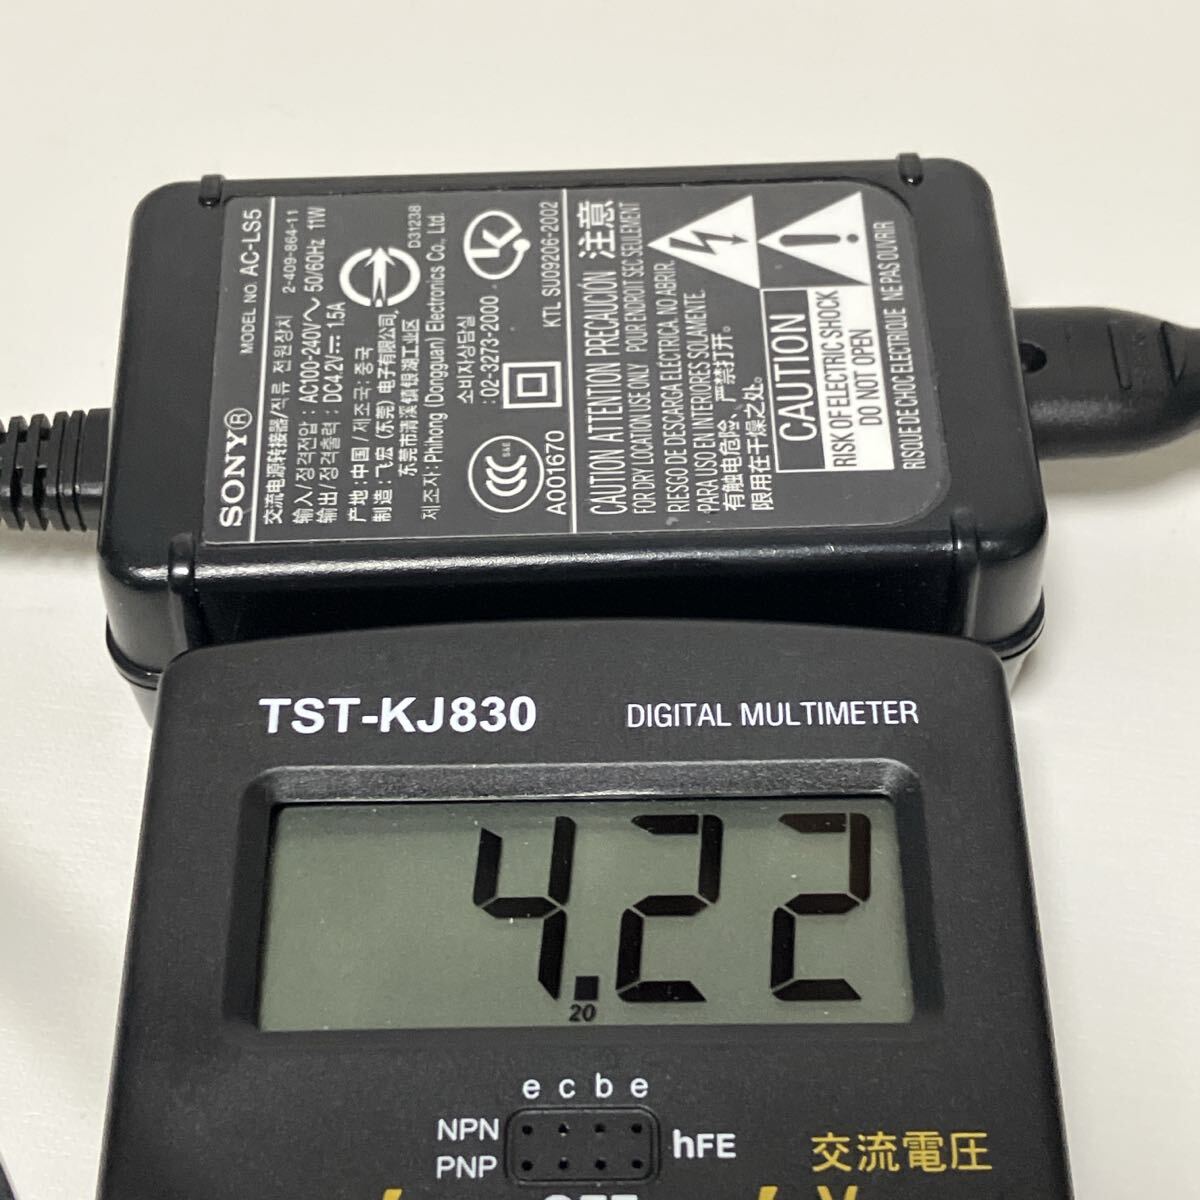 SONY®
MODEL NO. AC-LS5
交流电源转接器/직류 전원장치 2-409-864-11
输入/정격전압 : AC100-240V~ 50/60Hz 11W
输出/정격출력 : DC4.2V⎓1.5A
产地:中国/제조국:중국
制造:飞宏(东莞)电子有限公司,
东莞市清溪镇银湖工业区
D31238
제조자: Phihong (Dongguan) Electronics Co., Ltd.
소비자상담실
: 02-3273-2000
CCC
S&E
A001670
KTL SU09206-2002
CAUTION ATTENTION PRECAUCIÓN 注意
FOR DRY LOCATION USE ONLY POUR ENDROIT SEC SEULEMENT
RIESGO DE DESCARGA ELÉCTRICA. NO ABRIR.
PARA USO EN INTERIORES SOLAMENTE.
有触电危险, 严禁打开。
限用在干燥之处。
CAUTION
RISK OF ELECTRIC SHOCK
DO NOT OPEN
RISQUE DE CHOC ELECTRIQUE NE PAS OUVRIR
TST-KJ830
DIGITAL MULTIMETER
4.22
20
e c b e
NPN
PNP
hFE
交流電圧
OFF
V